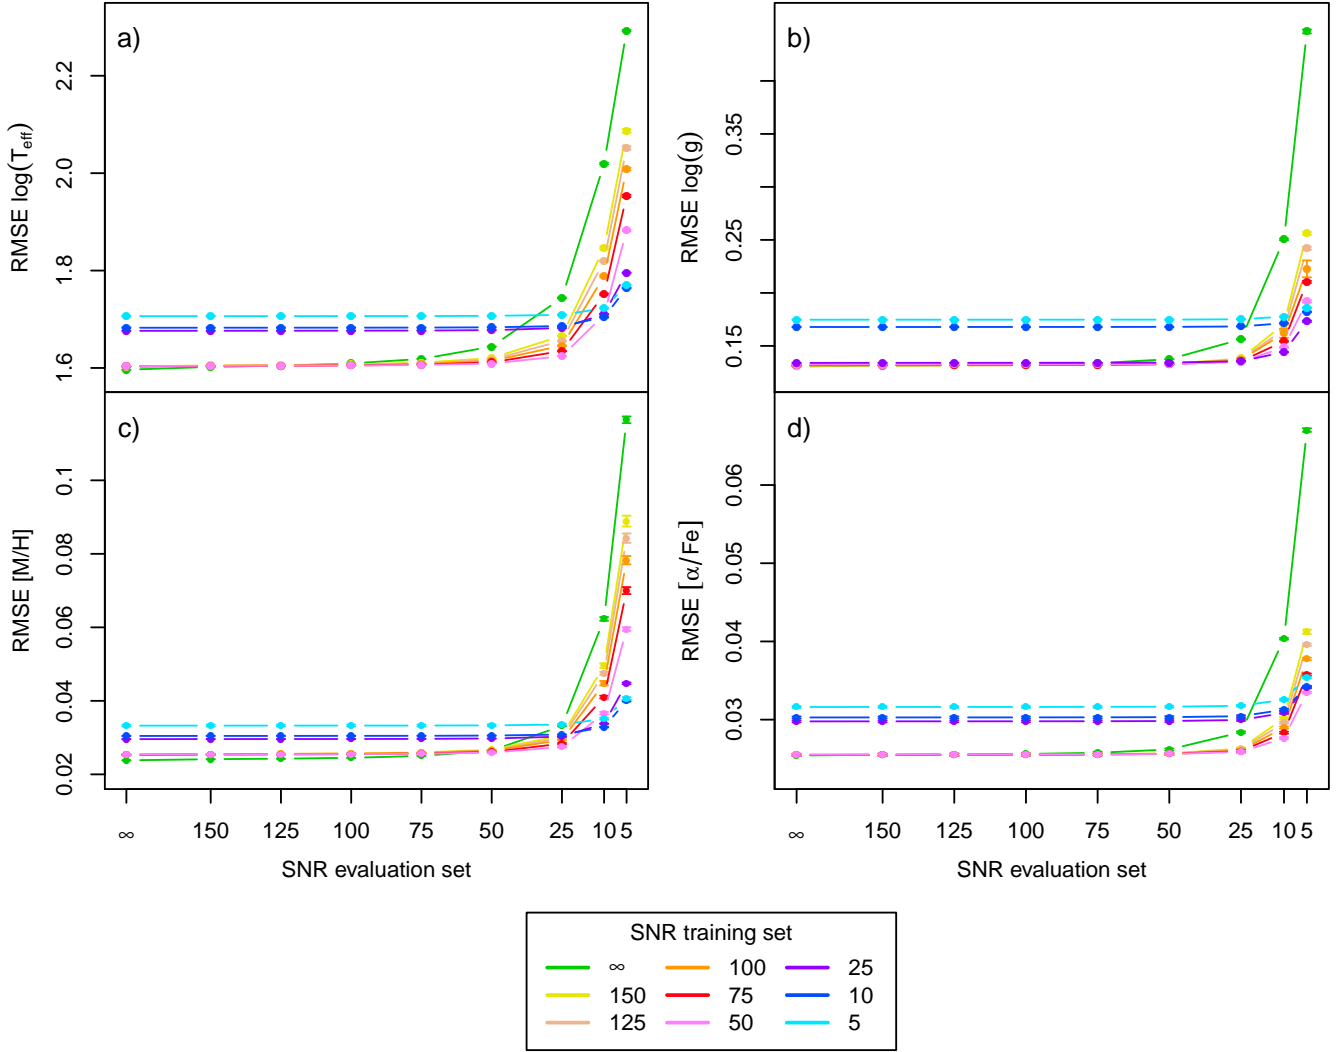 a)
RMSE log(Teff)
1.6 1.8 2.0 2.2
b)
RMSE log(g)
0.15 0.25 0.35
c)
RMSE [M/H]
0.02 0.04 0.06 0.08 0.1
d)
RMSE [α/Fe]
0.03 0.04 0.05 0.06
∞ 150 125 100 75 50 25 10 5
SNR evaluation set
∞ 150 125 100 75 50 25 10 5
SNR evaluation set
SNR training set
∞ 100 25
150 75 10
125 50 5